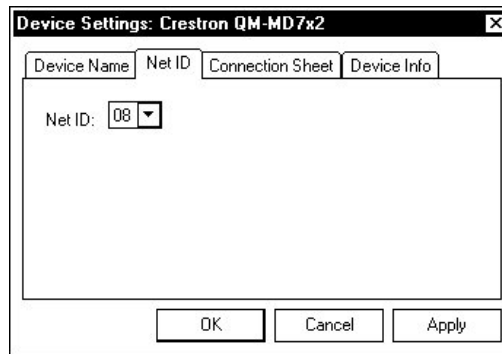 Device Settings: Crestron QM-MD7x2
Device Name Net ID Connection Sheet Device Info
Net ID: 08
OK Cancel Apply